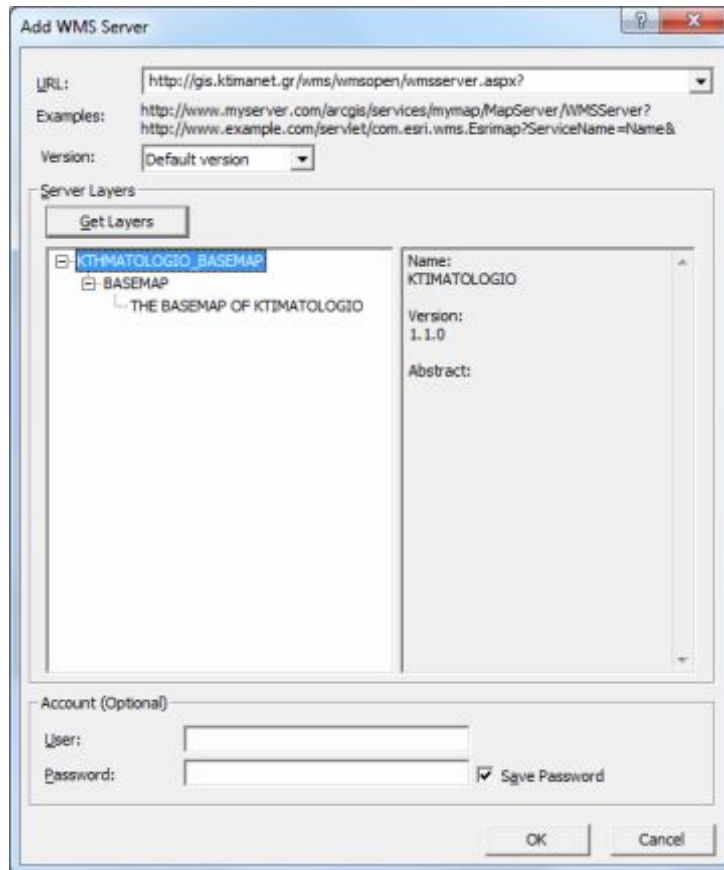 Add WMS Server
URL: http://gis.ktimanet.gr/wms/wmsopen/wmsserver.aspx?
Examples: http://www.myserver.com/arcgis/services/mymap/MapServer/WMSServer?
http://www.example.com/servlet/com.esri.wms.Esrimap?ServiceName=Name&
Version: Default version
Server Layers
Get Layers
KTHMATOLOGIO_BASEMAP
BASEMAP
THE BASEMAP OF KTIMATOLOGIO
Name:
KTIMATOLOGIO
Version:
1.1.0
Abstract:
Account (Optional)
User:
Password:
Save Password
OK
Cancel